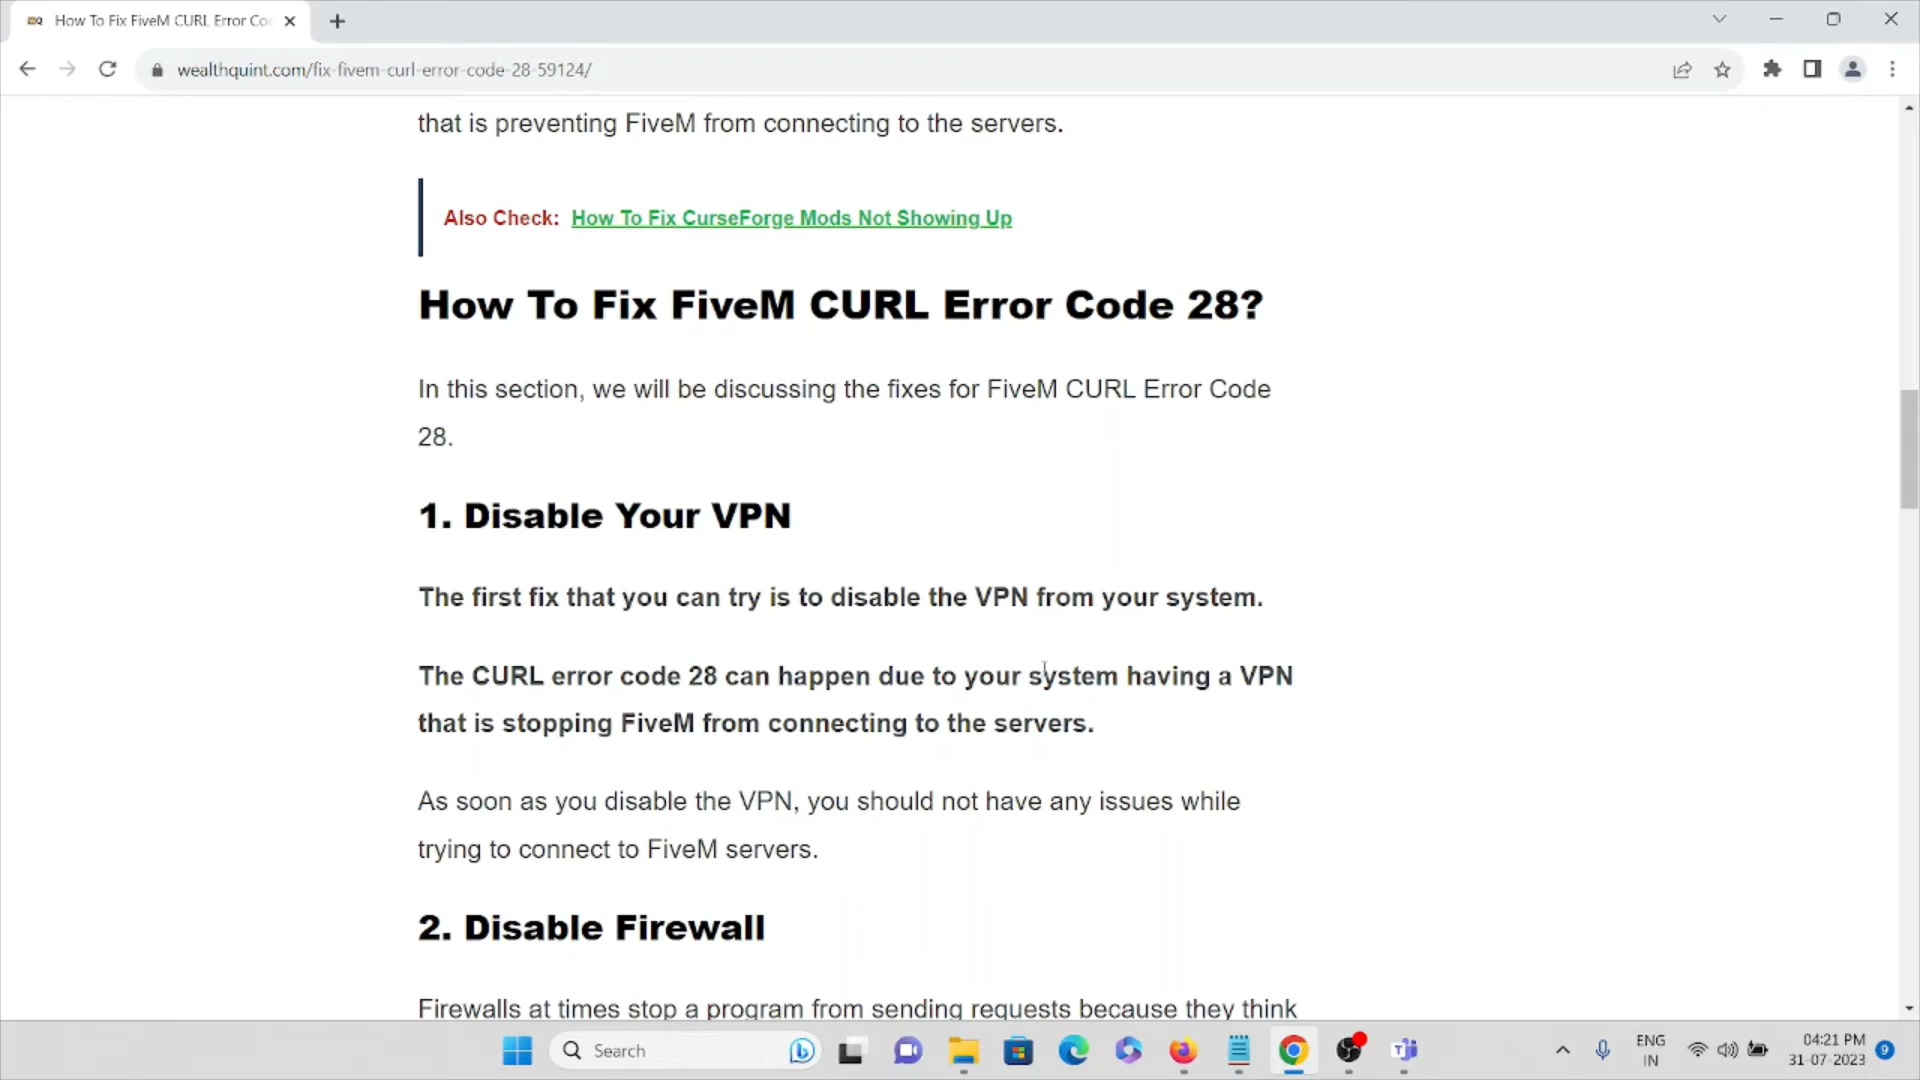 How To Fix FiveM CURL Error Co
wealthquint.com/fix-fivem-curl-error-code-28-59124/
that is preventing FiveM from connecting to the servers.
Also Check: How To Fix CurseForge Mods Not Showing Up
How To Fix FiveM CURL Error Code 28?
In this section, we will be discussing the fixes for FiveM CURL Error Code
28.
1. Disable Your VPN
The first fix that you can try is to disable the VPN from your system.
The CURL error code 28 can happen due to your system having a VPN
that is stopping FiveM from connecting to the servers.
As soon as you disable the VPN, you should not have any issues while
trying to connect to FiveM servers.
2. Disable Firewall
Firewalls at times stop a program from sending requests because they think
Search
ENG
IN
04:21 PM
31-07-2023
9